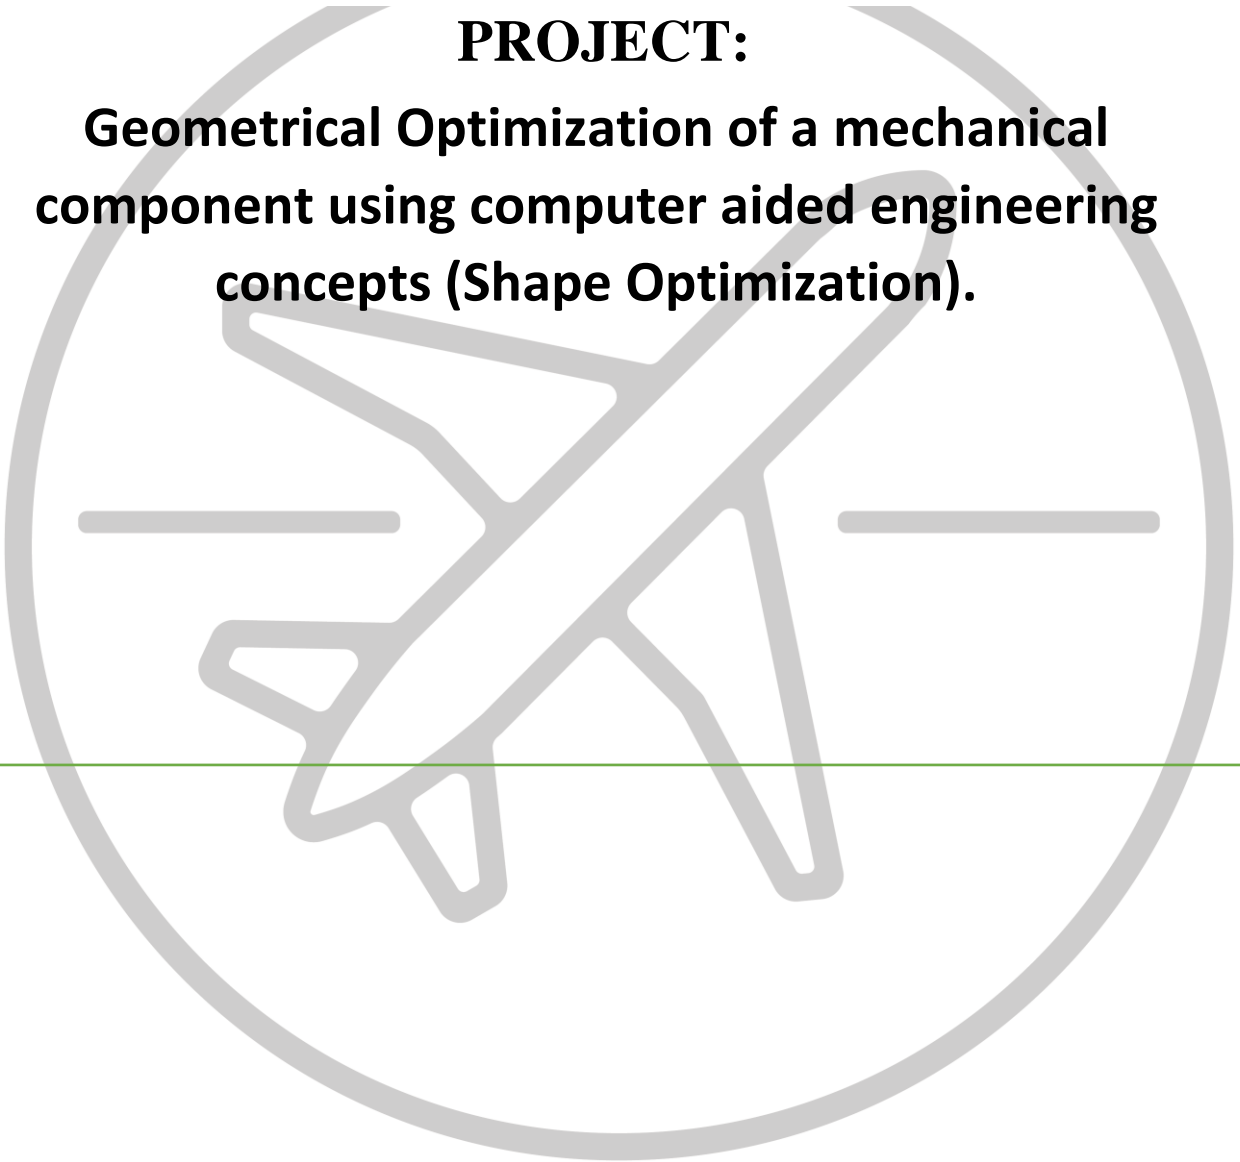 PROJECT:
Geometrical Optimization of a mechanical
component using computer aided engineering
concepts (Shape Optimization).